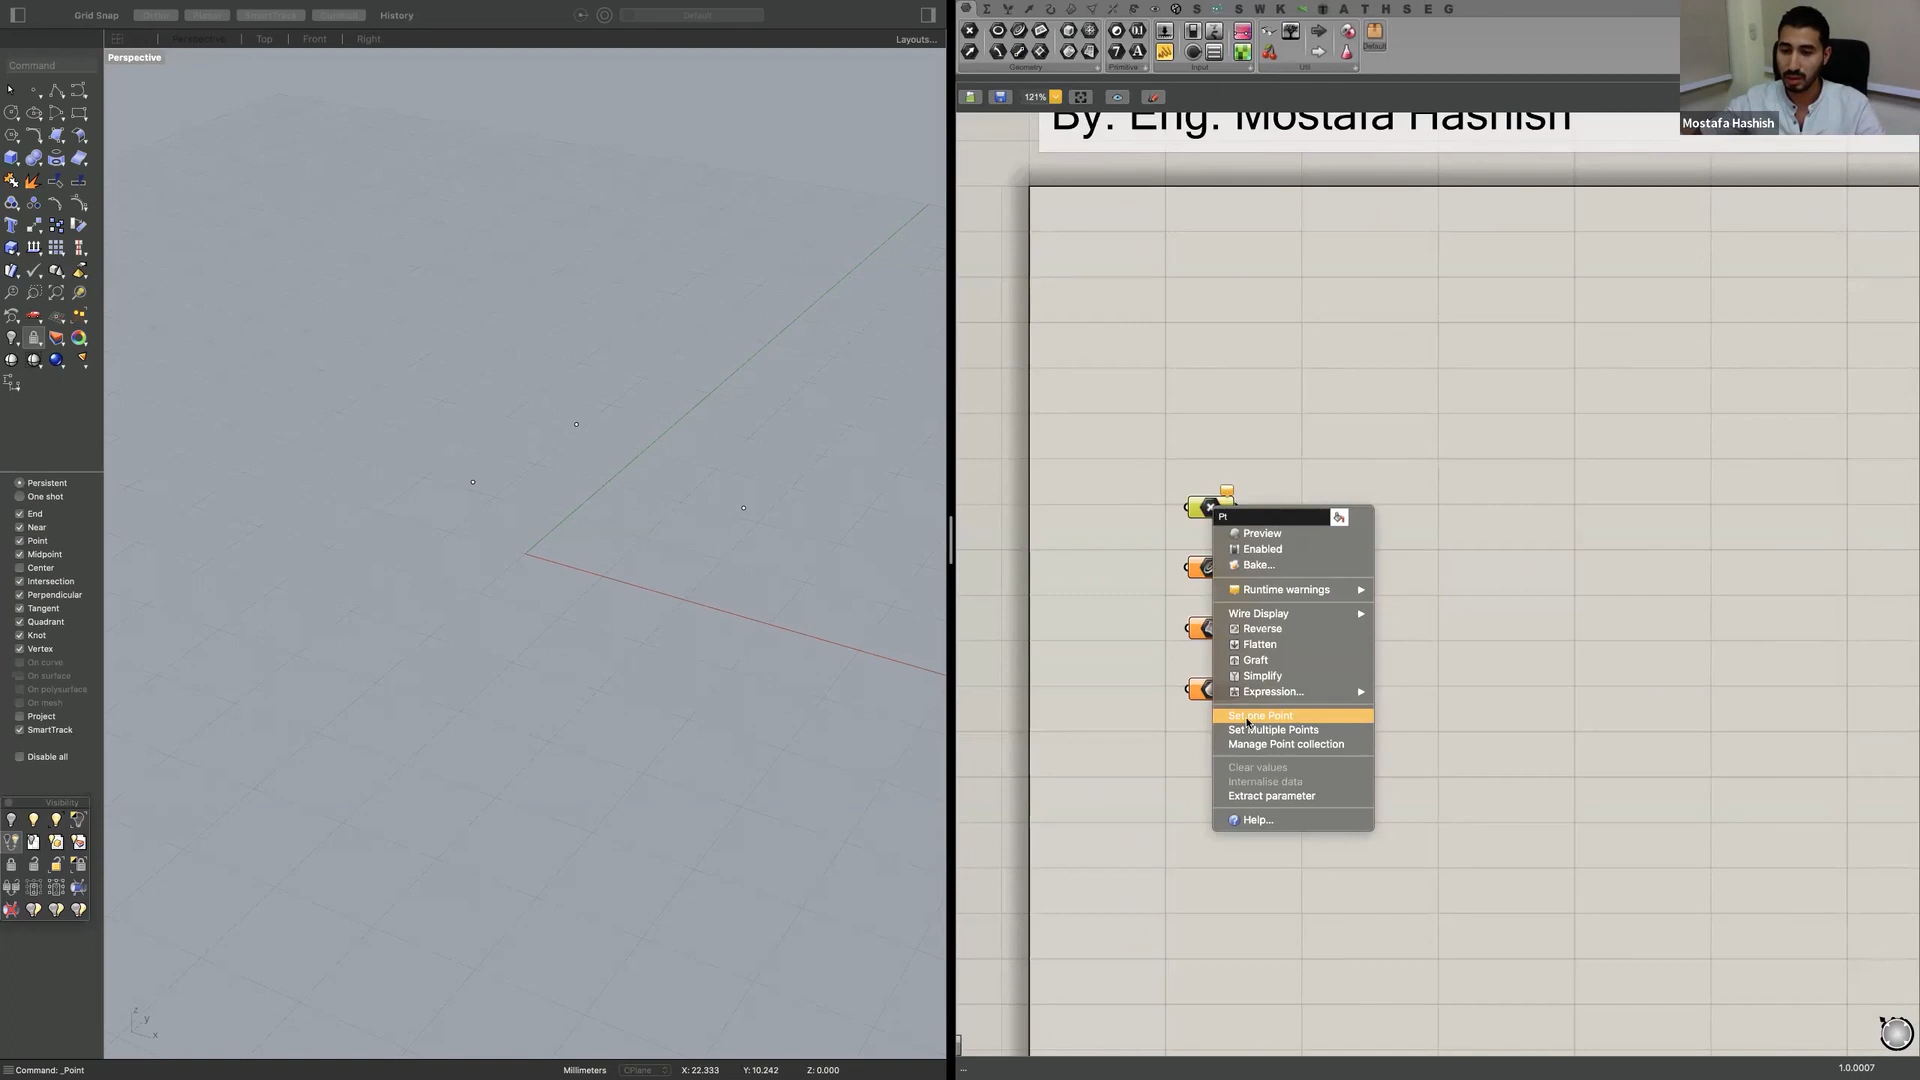 Grid Snap
Ortho
Planar
SmartTrack
Gumball
History
Default
Perspective
Top
Front
Right
Layouts...
Perspective
Command
Persistent
One shot
End
Near
Point
Midpoint
Center
Intersection
Perpendicular
Tangent
Quadrant
Knot
Vertex
On curve
On surface
On polysurface
On mesh
Project
SmartTrack
Disable all
Visibility
z
y
x
Command: _Point
Millimeters
CPlane
X: 22.333
Y: 10.242
Z: 0.000
S S W K A T H S E G
Geometry
Primitive
Input
Util
Default
121%
By: Eng. Mostafa Hashish
Mostafa Hashish
Pt
Preview
Enabled
Bake...
Runtime warnings
Wire Display
Reverse
Flatten
Graft
Simplify
Expression...
Set one Point
Set Multiple Points
Manage Point collection
Clear values
Internalise data
Extract parameter
Help...
...
1.0.0007